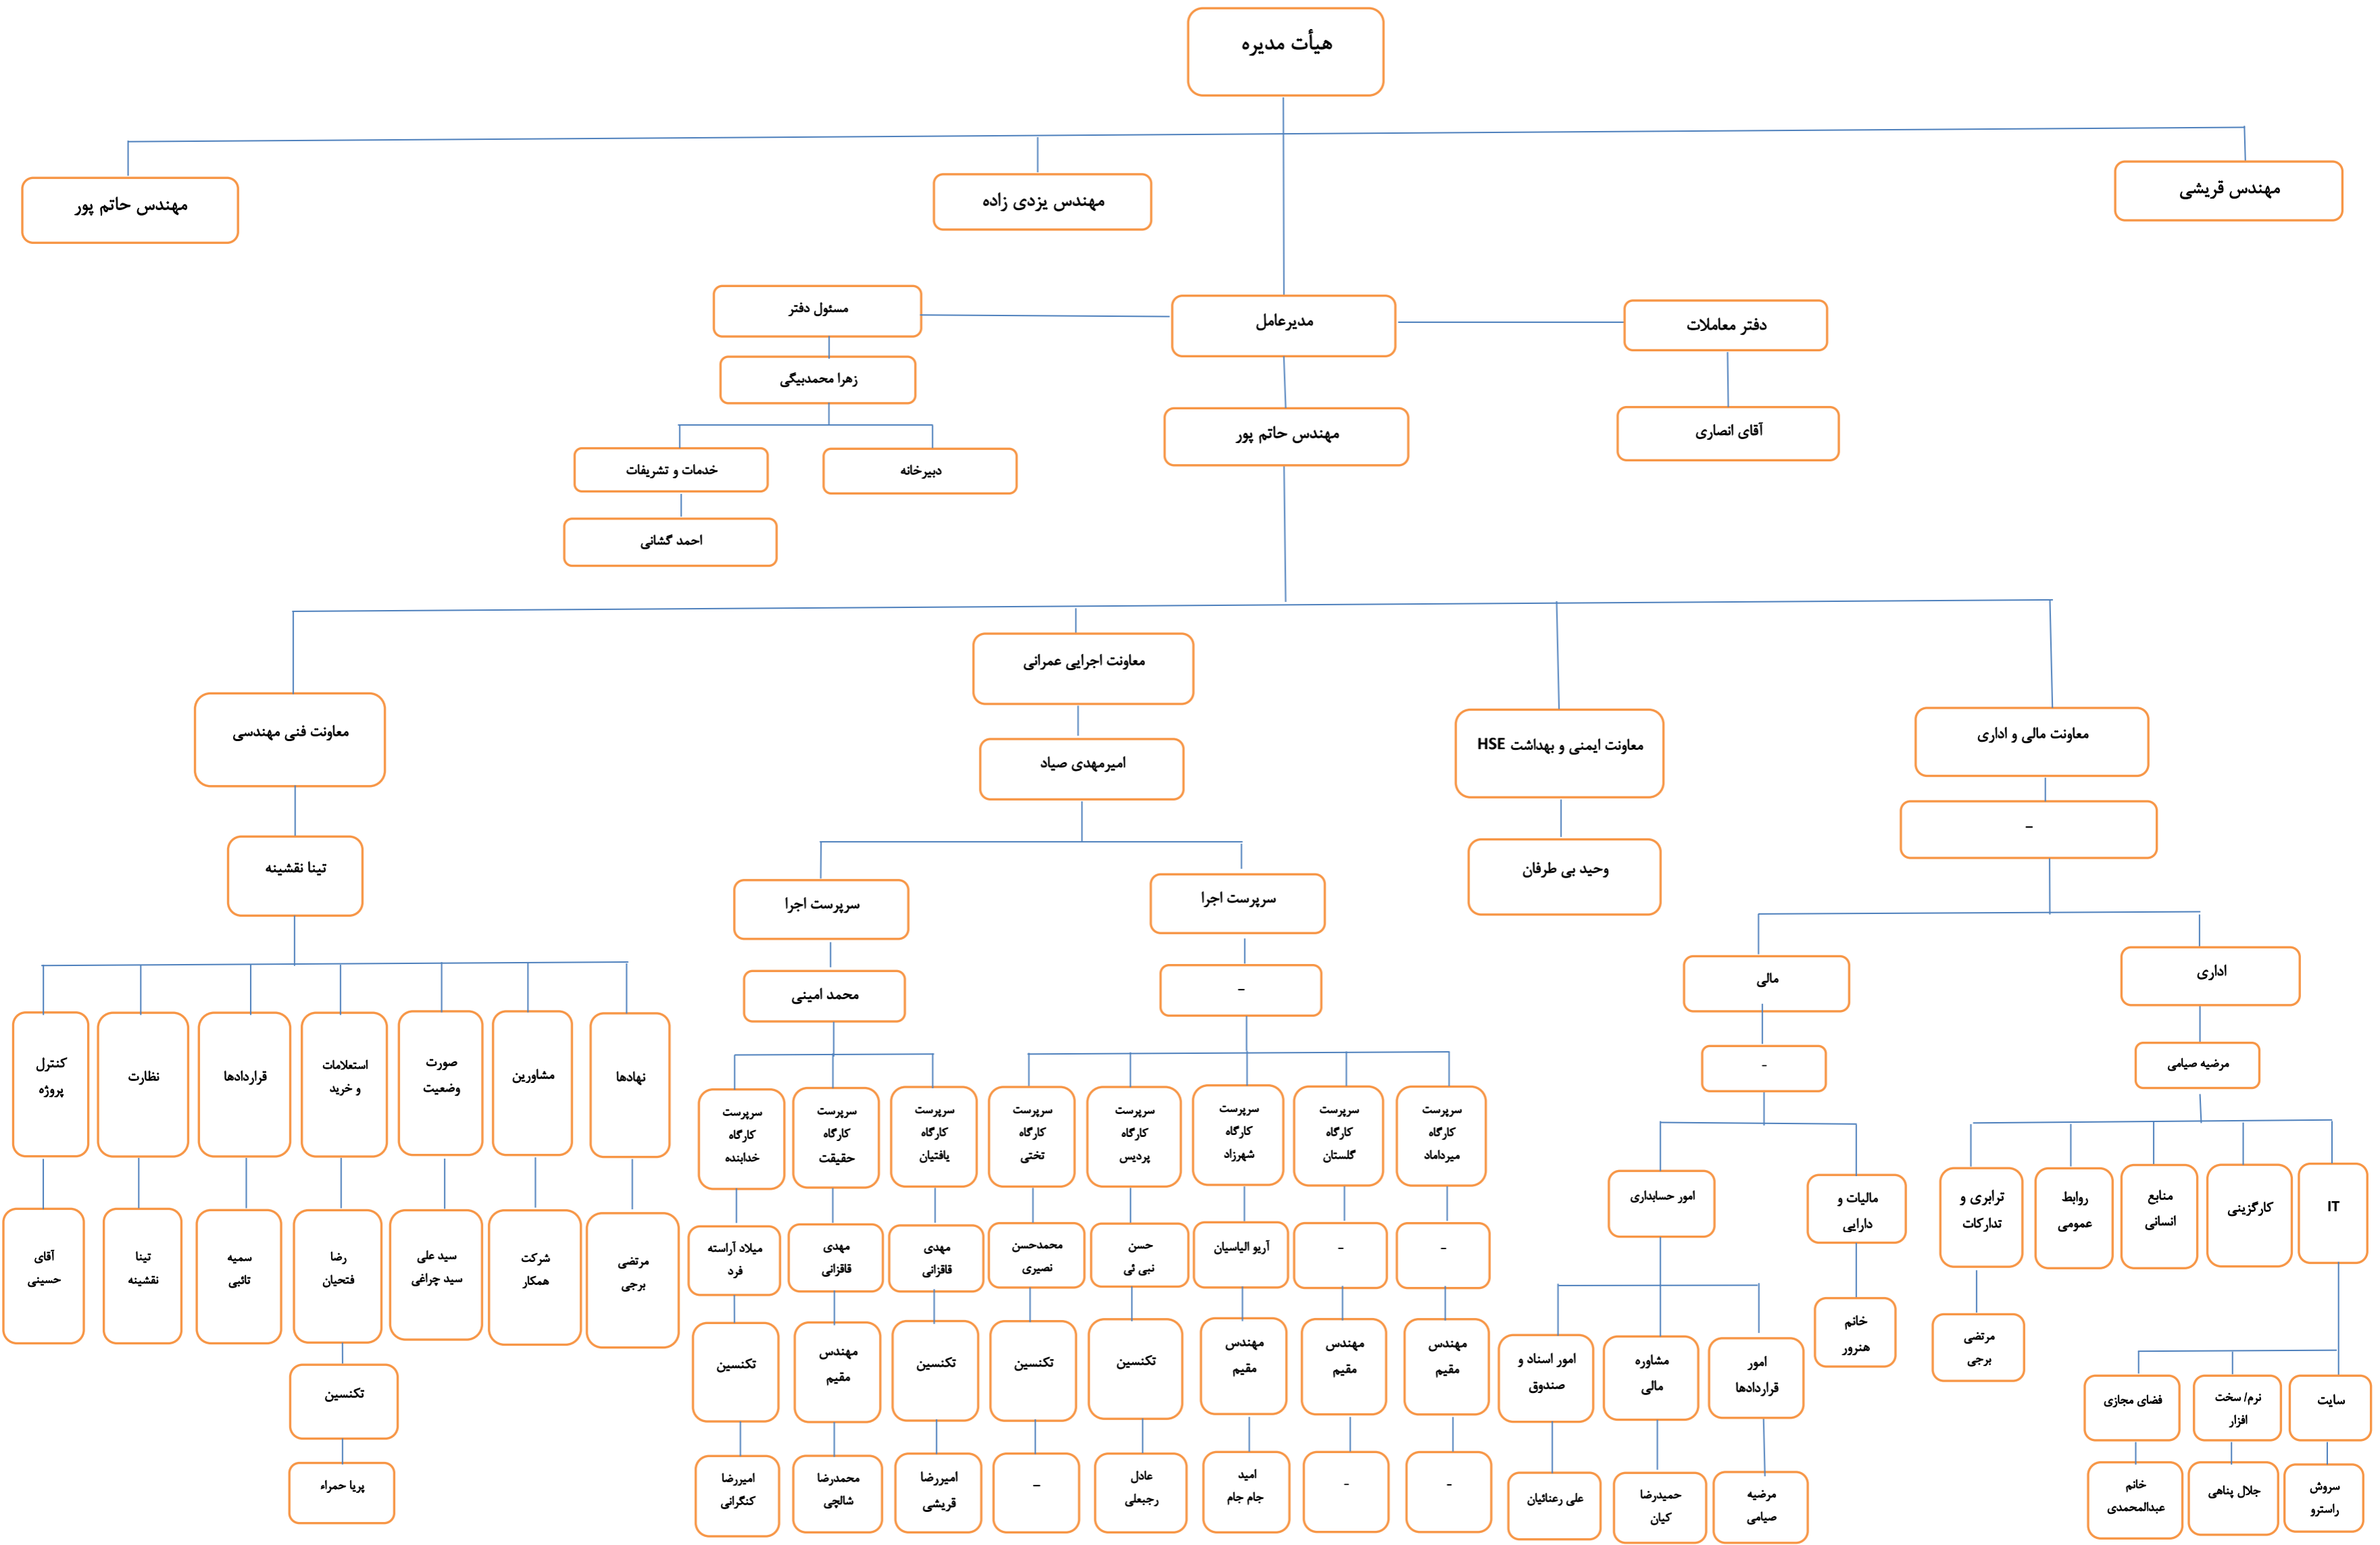 هیأت مدیره
مهندس قریشی
مهندس یزدی زاده
مهندس حاتم پور
دفتر معاملات
مدیرعامل
مسئول دفتر
زهرا محمدبیگی
آقای انصاری
مهندس حاتم پور
دبیرخانه
خدمات و تشریفات
احمد گشانی
معاونت مالی و اداری
معاونت ایمنی و بهداشت HSE
معاونت اجرایی عمرانی
معاونت فنی مهندسی
–
وحید بی طرفان
امیرمهدی صیاد
تینا نقشینه
اداری
مالی
سرپرست اجرا
سرپرست اجرا
مرضیه صیامی
-
–
محمد امینی
IT
کارگزینی
منابع
انسانی
روابط
عمومی
ترابری و
تدارکات
مالیات و
دارایی
امور حسابداری
سرپرست
کارگاه
میرداماد
سرپرست
کارگاه
گلستان
سرپرست
کارگاه
شهرزاد
سرپرست
کارگاه
پردیس
سرپرست
کارگاه
تختی
سرپرست
کارگاه
یافتیان
سرپرست
کارگاه
حقیقت
سرپرست
کارگاه
خدابنده
نهادها
مشاورین
صورت
وضعیت
استعلامات
و خرید
قراردادها
نظارت
کنترل
پروژه
مرتضی
برجی
خانم
هنرور
-
-
آریو الیاسیان
حسن
نبی ئی
محمدحسن
نصیری
مهدی
قاقزانی
مهدی
قاقزانی
میلاد آراسته
فرد
مرتضی
برجی
شرکت
همکار
سید علی
سید چراغی
رضا
فتحیان
سمیه
تائبی
تینا
نقشینه
آقای
حسینی
سایت
نرم/ سخت
افزار
فضای مجازی
امور
قراردادها
مشاوره
مالی
امور اسناد و
صندوق
مهندس
مقیم
مهندس
مقیم
مهندس
مقیم
تکنسین
تکنسین
تکنسین
مهندس
مقیم
تکنسین
تکنسین
سروش
راسترو
جلال پناهی
خانم
عبدالمحمدی
مرضیه
صیامی
حمیدرضا
کیان
علی رعنائیان
-
-
امید
جام جام
عادل
رجبعلی
–
امیررضا
قریشی
محمدرضا
شالچی
امیررضا
کنگرانی
پریا حمراء